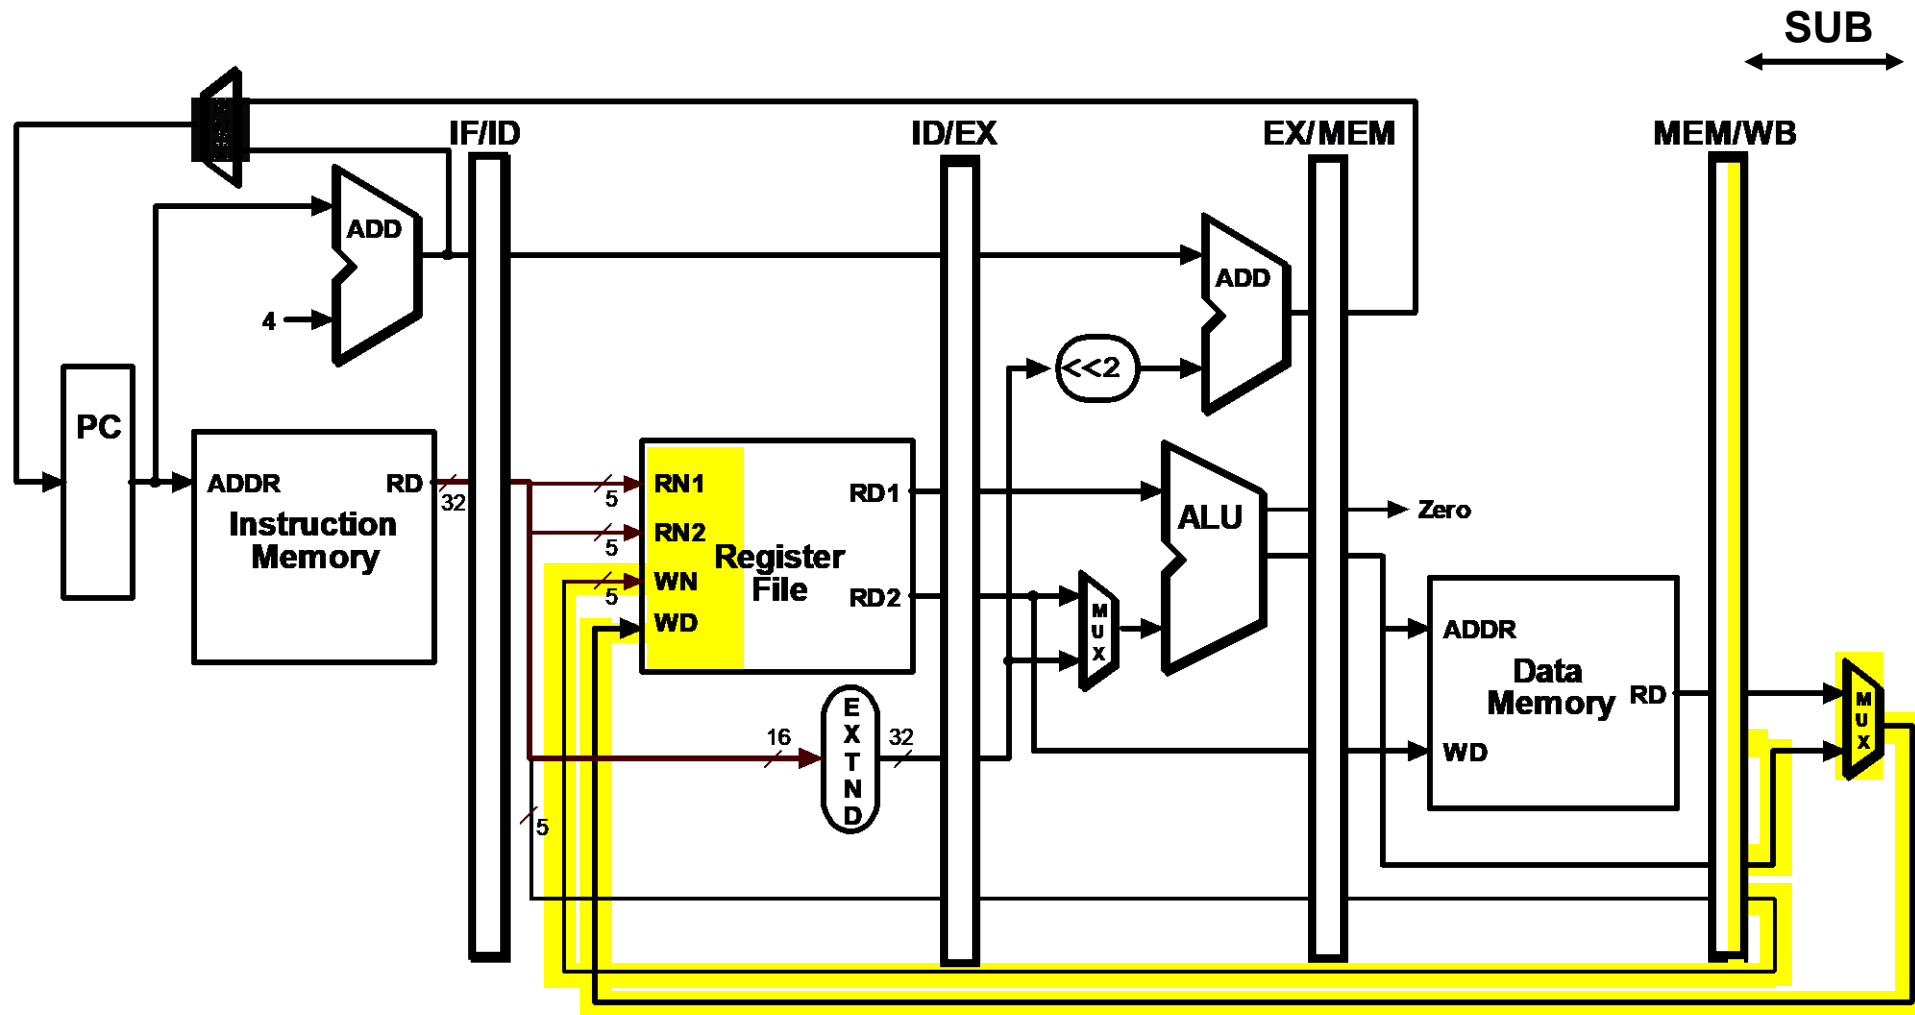 SUB
IF/ID
ID/EX
EX/MEM
MEM/WB
ADD
4
ADD
<<2
PC
ADDR
RD
32
Instruction
Memory
5
RN1
5
RN2
5
WN
WD
Register
File
RD1
RD2
ALU
Zero
M
U
X
ADDR
Data
Memory
RD
WD
M
U
X
16
E
X
T
N
D
32
5